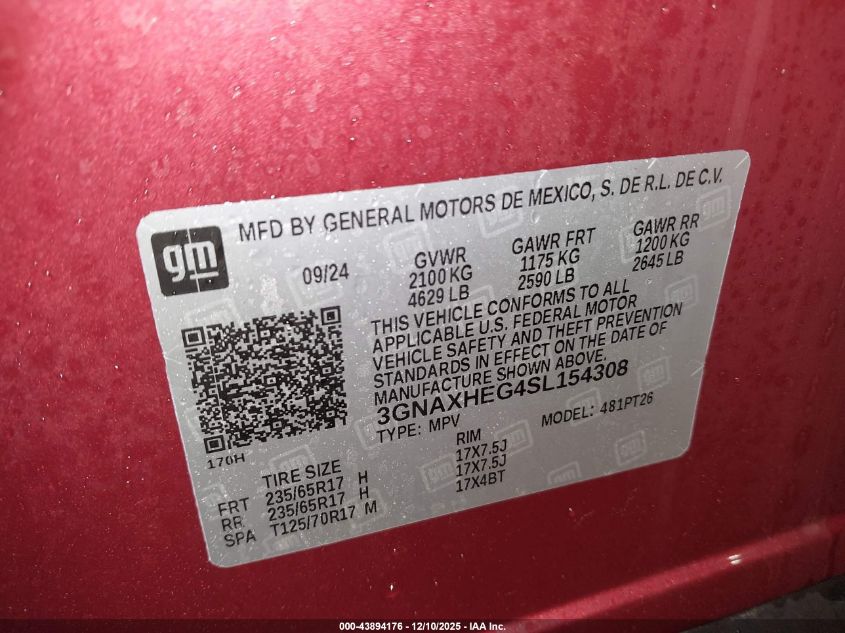 gm
MFD BY GENERAL MOTORS DE MEXICO, S. DE R.L. DE C.V.
09/24
GVWR
2100 KG
4629 LB
GAWR FRT
1175 KG
2590 LB
GAWR RR
1200 KG
2645 LB
THIS VEHICLE CONFORMS TO ALL
APPLICABLE U.S. FEDERAL MOTOR
VEHICLE SAFETY AND THEFT PREVENTION
STANDARDS IN EFFECT ON THE DATE OF
MANUFACTURE SHOWN ABOVE.
3GNAXHEG4SL154308
TYPE: MPV
MODEL: 481PT26
170H
TIRE SIZE
RIM
FRT 235/65R17 H 17X7.5J
RR 235/65R17 H 17X7.5J
SPA T125/70R17 M 17X4BT
000-43894176 - 12/10/2025 - IAA Inc.